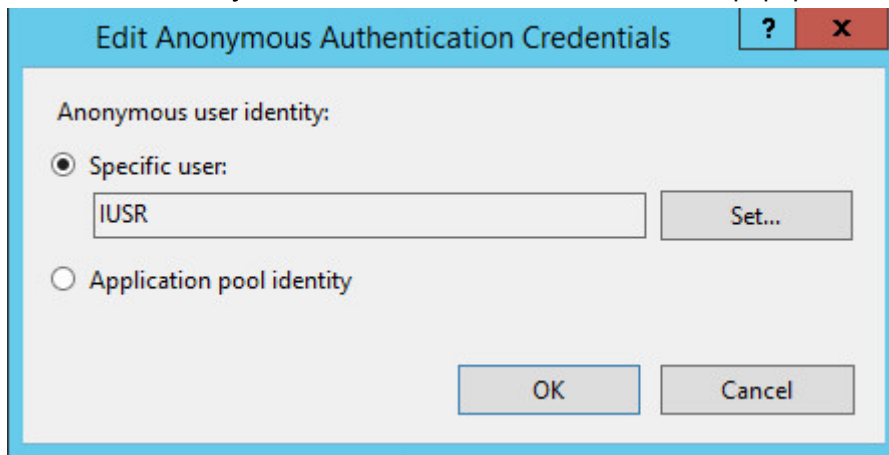 Edit Anonymous Authentication Credentials ? x
Anonymous user identity:
Specific user:
IUSR Set...
Application pool identity
OK Cancel